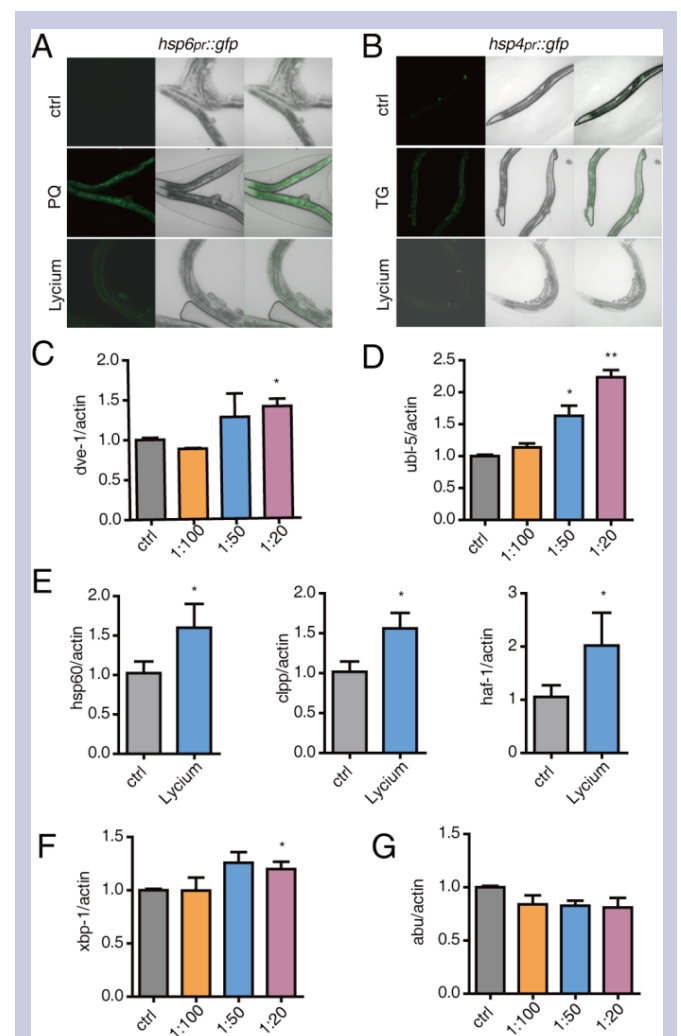 A
hsp6pr::gfp
ctrl
PQ
Lycium
B
hsp4pr::gfp
ctrl
TG
Lycium
C
dve-1/actin
2.0
1.5
1.0
0.5
0.0
*
ctrl
1:100
1:50
1:20
D
ubl-5/actin
2.5
2.0
1.5
1.0
0.5
0.0
*
**
ctrl
1:100
1:50
1:20
E
hsp60/actin
2.0
1.5
1.0
0.5
0.0
*
ctrl
Lycium
clpp/actin
2.0
1.5
1.0
0.5
0.0
*
ctrl
Lycium
haf-1/actin
3
2
1
0
*
ctrl
Lycium
F
xbp-1/actin
1.5
1.0
0.5
0.0
*
ctrl
1:100
1:50
1:20
G
abu/actin
1.5
1.0
0.5
0.0
ctrl
1:100
1:50
1:20